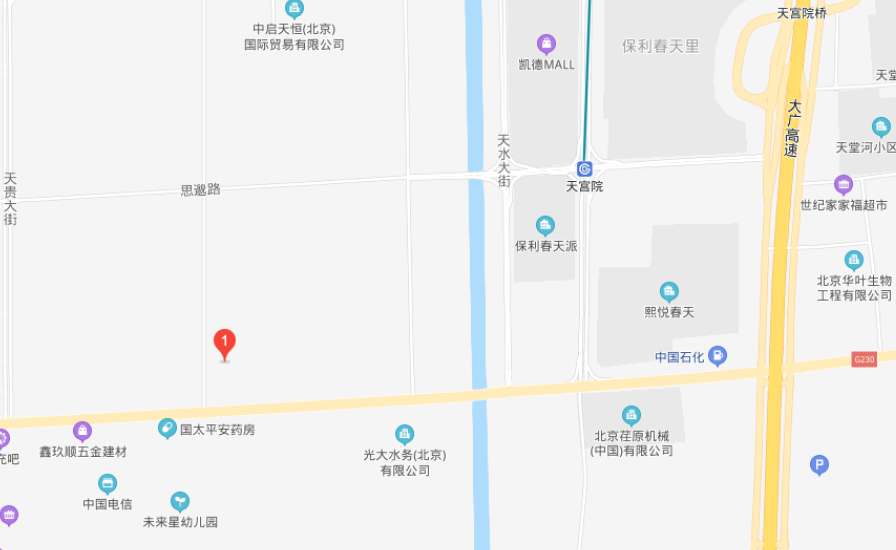 天宫院桥
中启天恒(北京)
国际贸易有限公司
保利春天里
凯德MALL
天堂
大广高速
天堂河小区
天水大街
天贵大街
思邈路
天宫院
世纪家家福超市
保利春天派
北京华叶生物
工程有限公司
熙悦春天
1
中国石化
G230
国太平安药房
北京荏原机械
(中国)有限公司
鑫玖顺五金建材
光大水务(北京)
有限公司
充吧
P
中国电信
未来星幼儿园